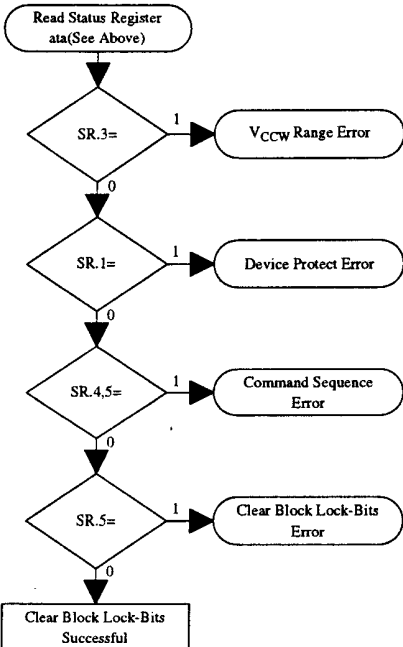 Read Status Register
ata(See Above)
SR.3=
1
VCCW Range Error
0
SR.1=
1
Device Protect Error
0
SR.4,5=
1
Command Sequence
Error
0
SR.5=
1
Clear Block Lock-Bits
Error
0
Clear Block Lock-Bits
Successful